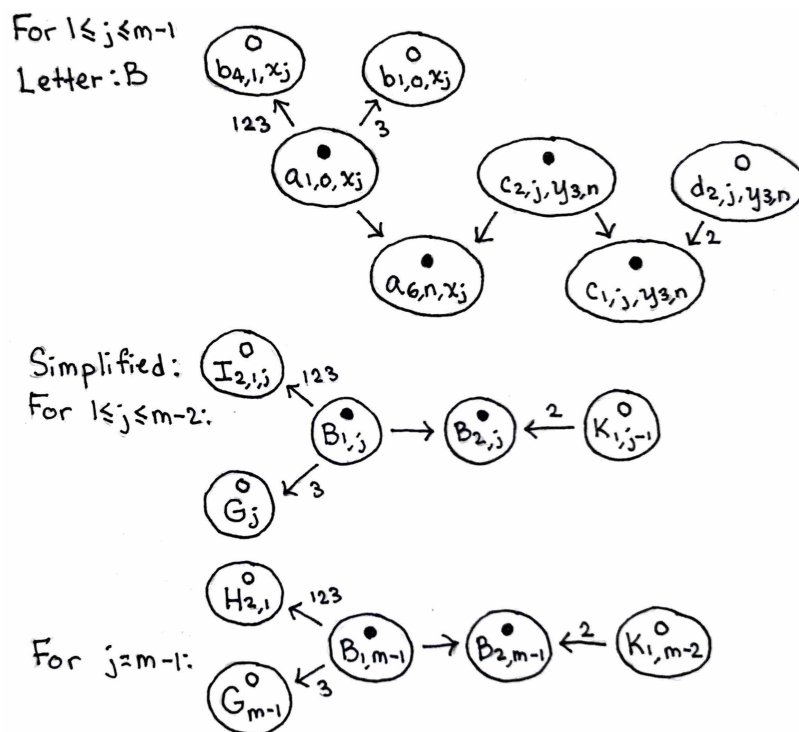 For 1≤j≤m-1
Letter: B
b4,1,xj
b1,0,xj
123
3
a1,0,xj
c2,j,y3,n
d2,j,y3,n
2
a6,n,xj
c1,j,y3,n
Simplified:
For 1≤j≤m-2:
I2,1,j
123
B1,j
B2,j
2
K1,j-1
3
Gj
H2,1
123
For j=m-1:
B1,m-1
B2,m-1
2
K1,m-2
3
Gm-1